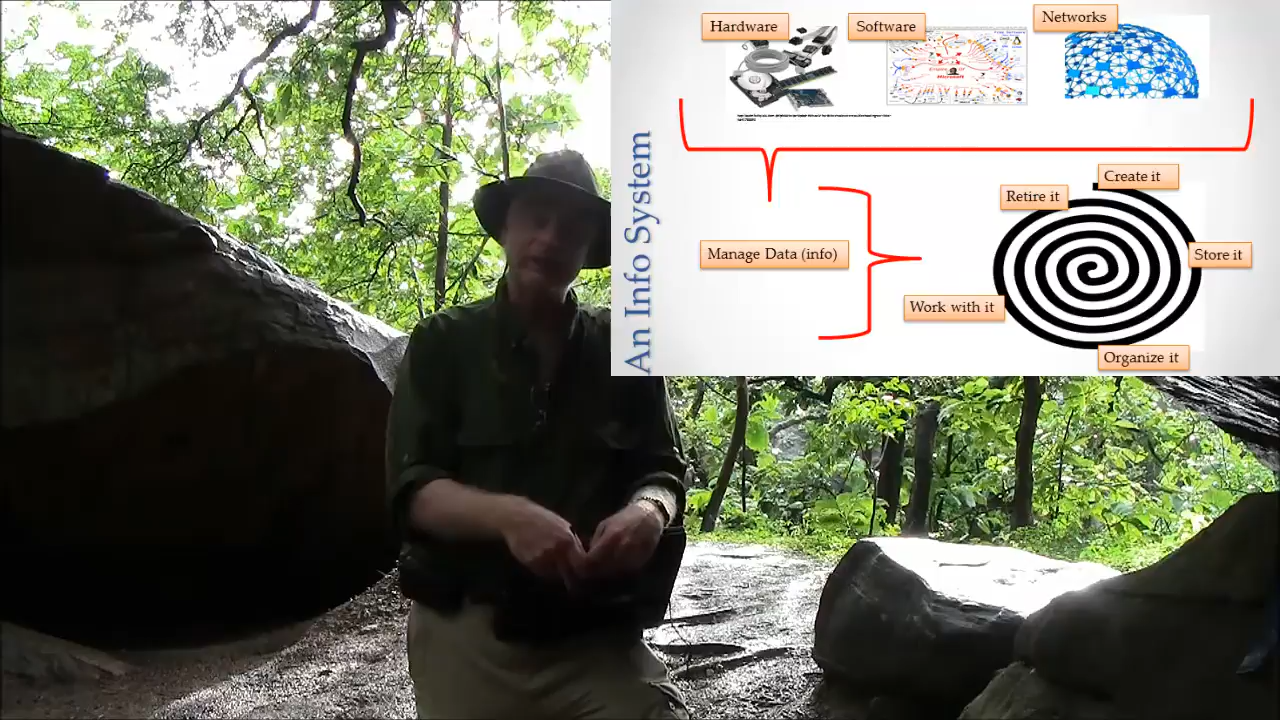 Hardware
Software
Networks
An Info System
Create it
Retire it
Manage Data (info)
Store it
Work with it
Organize it